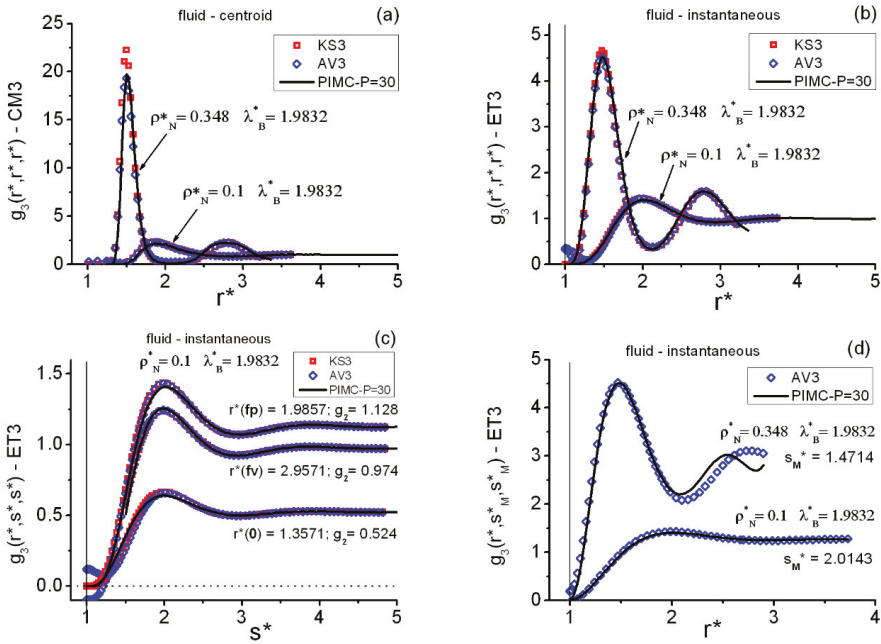 fluid - centroid (a)
KS3
AV3
PIMC-P=30
ρ*N = 0.348 λ*B = 1.9832
ρ*N = 0.1 λ*B = 1.9832
g3(r*,r*,r*) - CM3
25
20
15
10
5
0
1 2 3 4 5
r*
fluid - instantaneous (b)
KS3
AV3
PIMC-P=30
ρ*N = 0.348 λ*B = 1.9832
ρ*N = 0.1 λ*B = 1.9832
g3(r*,r*,r*) - ET3
5
4
3
2
1
0
1 2 3 4 5
r*
fluid - instantaneous (c)
ρ*N = 0.1 λ*B = 1.9832
KS3
AV3
PIMC-P=30
r*(fp) = 1.9857; g2 = 1.128
r*(fv) = 2.9571; g2 = 0.974
r*(0) = 1.3571; g2 = 0.524
g3(r*,s*,s*) - ET3
1.5
1.0
0.5
0.0
1 2 3 4 5
s*
fluid - instantaneous (d)
AV3
PIMC-P=30
ρ*N = 0.348 λ*B = 1.9832
sM* = 1.4714
ρ*N = 0.1 λ*B = 1.9832
sM* = 2.0143
g3(r*,s*M,s*M) - ET3
5
4
3
2
1
0
1 2 3 4
r*